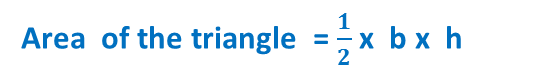 Area of the triangle = 1/2 x b x h